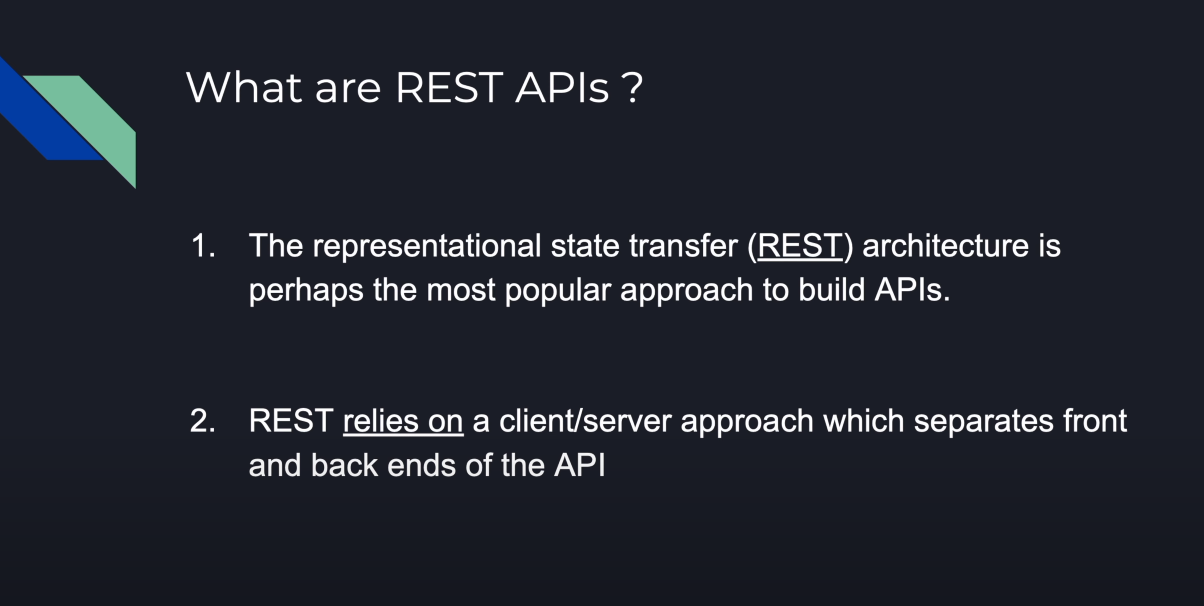 What are REST APIs ?
1. The representational state transfer (REST) architecture is
perhaps the most popular approach to build APIs.
2. REST relies on a client/server approach which separates front
and back ends of the API